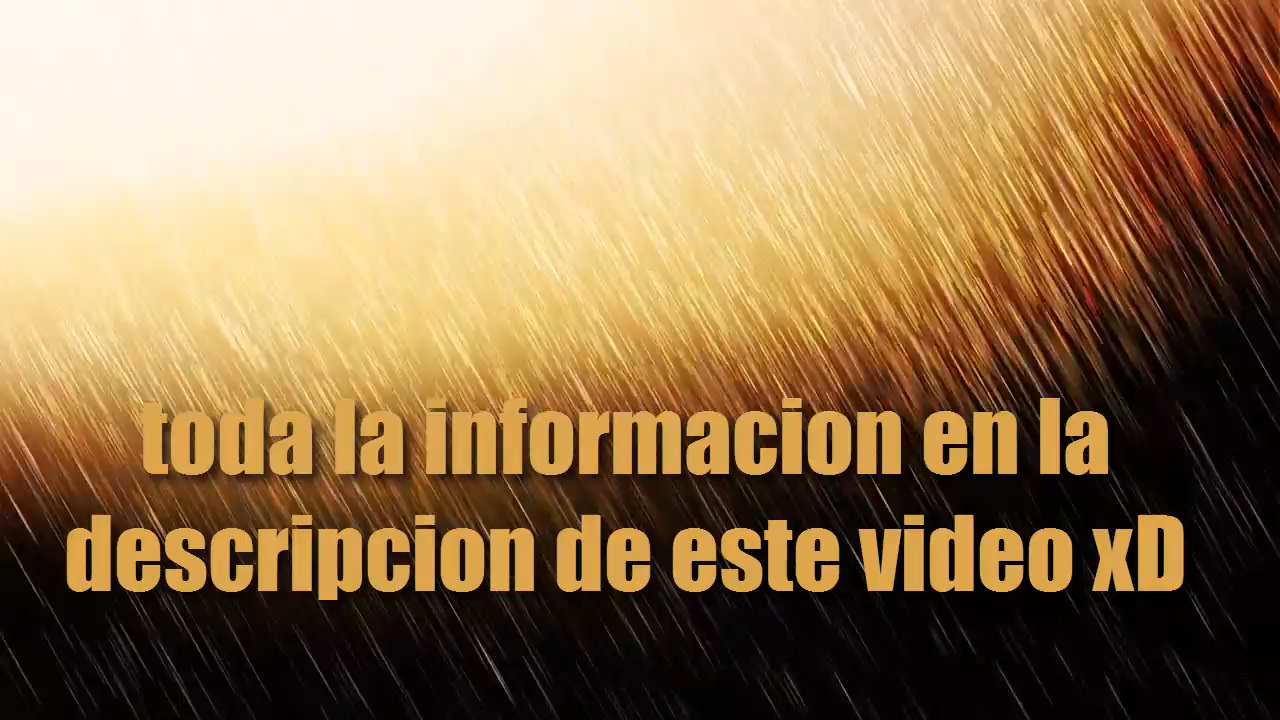 toda la informacion en la
descripcion de este video xD